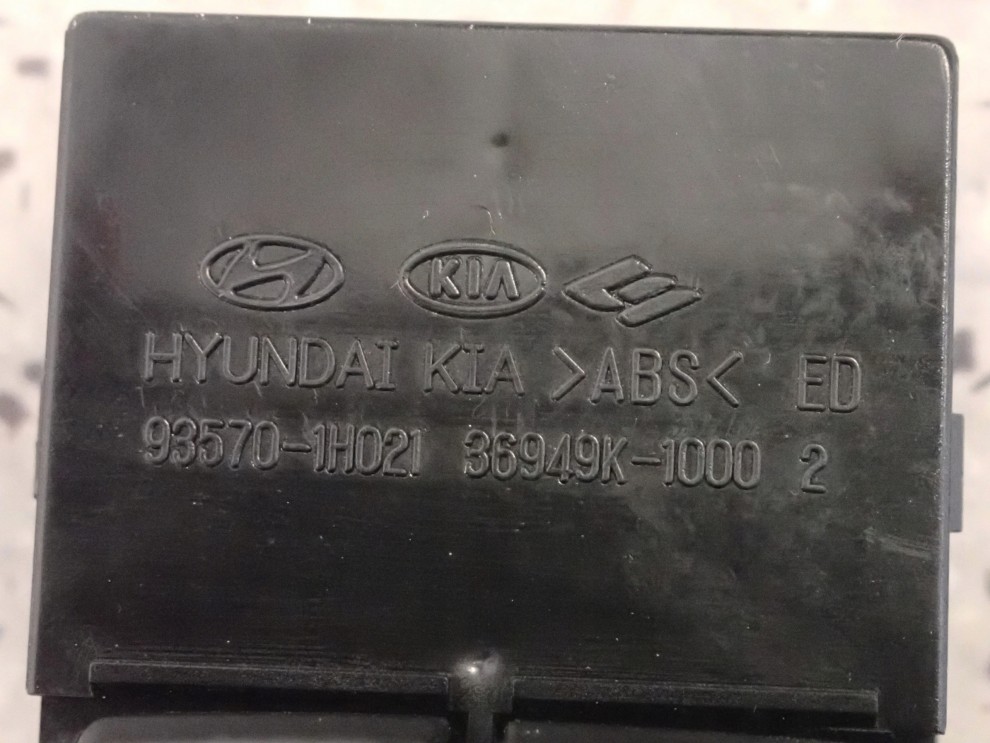 KIA
HYUNDAI KIA >ABS< ED
93570-1H021 36949K-1000 2